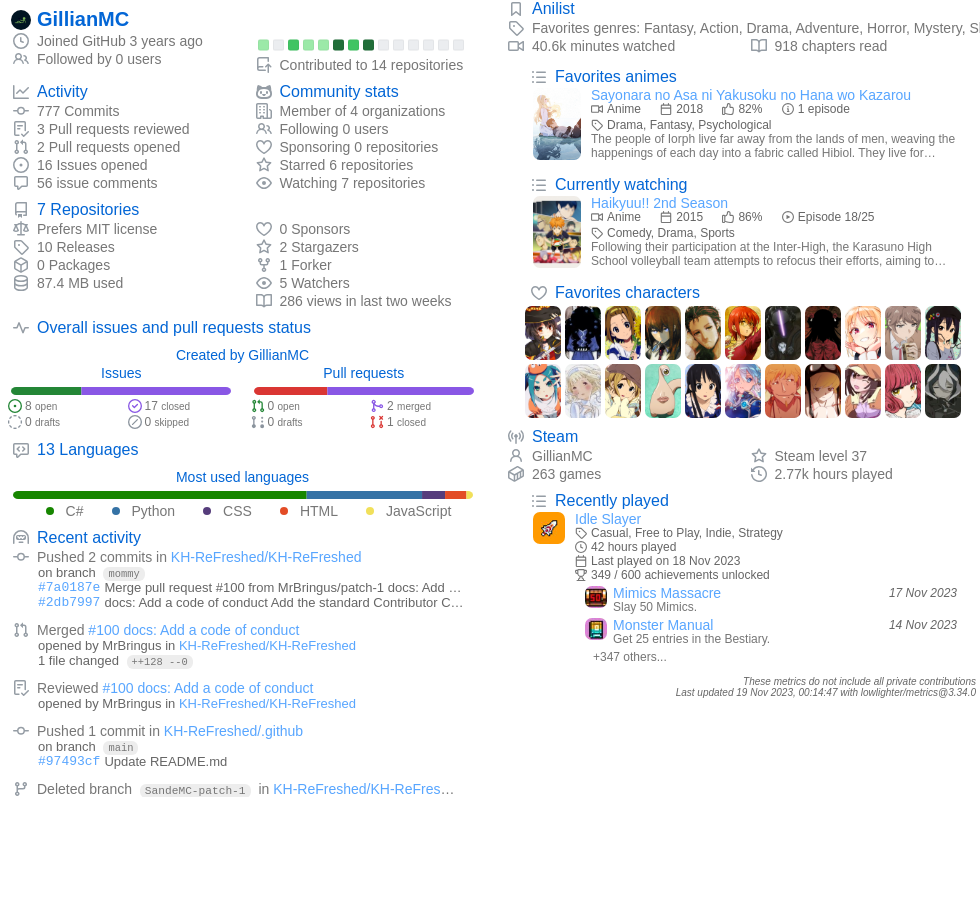 GillianMC
Joined GitHub 3 years ago
Followed by 0 users
Contributed to 14 repositories
Activity
777 Commits
3 Pull requests reviewed
2 Pull requests opened
16 Issues opened
56 issue comments
Community stats
Member of 4 organizations
Following 0 users
Sponsoring 0 repositories
Starred 6 repositories
Watching 7 repositories
7 Repositories
Prefers MIT license
10 Releases
0 Packages
87.4 MB used
0 Sponsors
2 Stargazers
1 Forker
5 Watchers
286 views in last two weeks
Overall issues and pull requests status
Created by GillianMC
Issues
8 open
17 closed
0 drafts
0 skipped
Pull requests
0 open
2 merged
0 drafts
1 closed
13 Languages
Most used languages
C#
Python
CSS
HTML
JavaScript
Recent activity
Pushed 2 commits in KH-ReFreshed/KH-ReFreshed
on branch mommy
#7a0187e Merge pull request #100 from MrBringus/patch-1 docs: Add …
#2db7997 docs: Add a code of conduct Add the standard Contributor C…
Merged #100 docs: Add a code of conduct
opened by MrBringus in KH-ReFreshed/KH-ReFreshed
1 file changed ++128 --0
Reviewed #100 docs: Add a code of conduct
opened by MrBringus in KH-ReFreshed/KH-ReFreshed
Pushed 1 commit in KH-ReFreshed/.github
on branch main
#97493cf Update README.md
Deleted branch SandeMC-patch-1 in KH-ReFreshed/KH-ReFres…
Anilist
Favorites genres: Fantasy, Action, Drama, Adventure, Horror, Mystery, Sl
40.6k minutes watched
918 chapters read
Favorites animes
Sayonara no Asa ni Yakusoku no Hana wo Kazarou
Anime 2018 82% 1 episode
Drama, Fantasy, Psychological
The people of Iorph live far away from the lands of men, weaving the
happenings of each day into a fabric called Hibiol. They live for…
Currently watching
Haikyuu!! 2nd Season
Anime 2015 86% Episode 18/25
Comedy, Drama, Sports
Following their participation at the Inter-High, the Karasuno High
School volleyball team attempts to refocus their efforts, aiming to…
Favorites characters
Steam
GillianMC
Steam level 37
263 games
2.77k hours played
Recently played
Idle Slayer
Casual, Free to Play, Indie, Strategy
42 hours played
Last played on 18 Nov 2023
349 / 600 achievements unlocked
Mimics Massacre 17 Nov 2023
Slay 50 Mimics.
Monster Manual 14 Nov 2023
Get 25 entries in the Bestiary.
+347 others...
These metrics do not include all private contributions
Last updated 19 Nov 2023, 00:14:47 with lowlighter/metrics@3.34.0